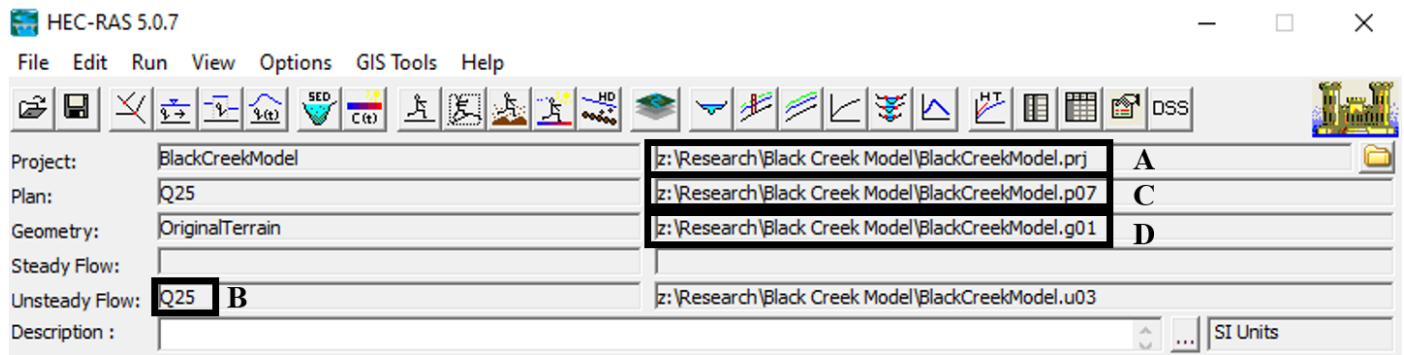 HEC-RAS 5.0.7
File Edit Run View Options GIS Tools Help
SED C(t) HD HT DSS
Project: BlackCreekModel z:\Research\Black Creek Model\BlackCreekModel.prj A
Plan: Q25 z:\Research\Black Creek Model\BlackCreekModel.p07 C
Geometry: OriginalTerrain z:\Research\Black Creek Model\BlackCreekModel.g01 D
Steady Flow:
Unsteady Flow: Q25 B z:\Research\Black Creek Model\BlackCreekModel.u03
Description : ... SI Units